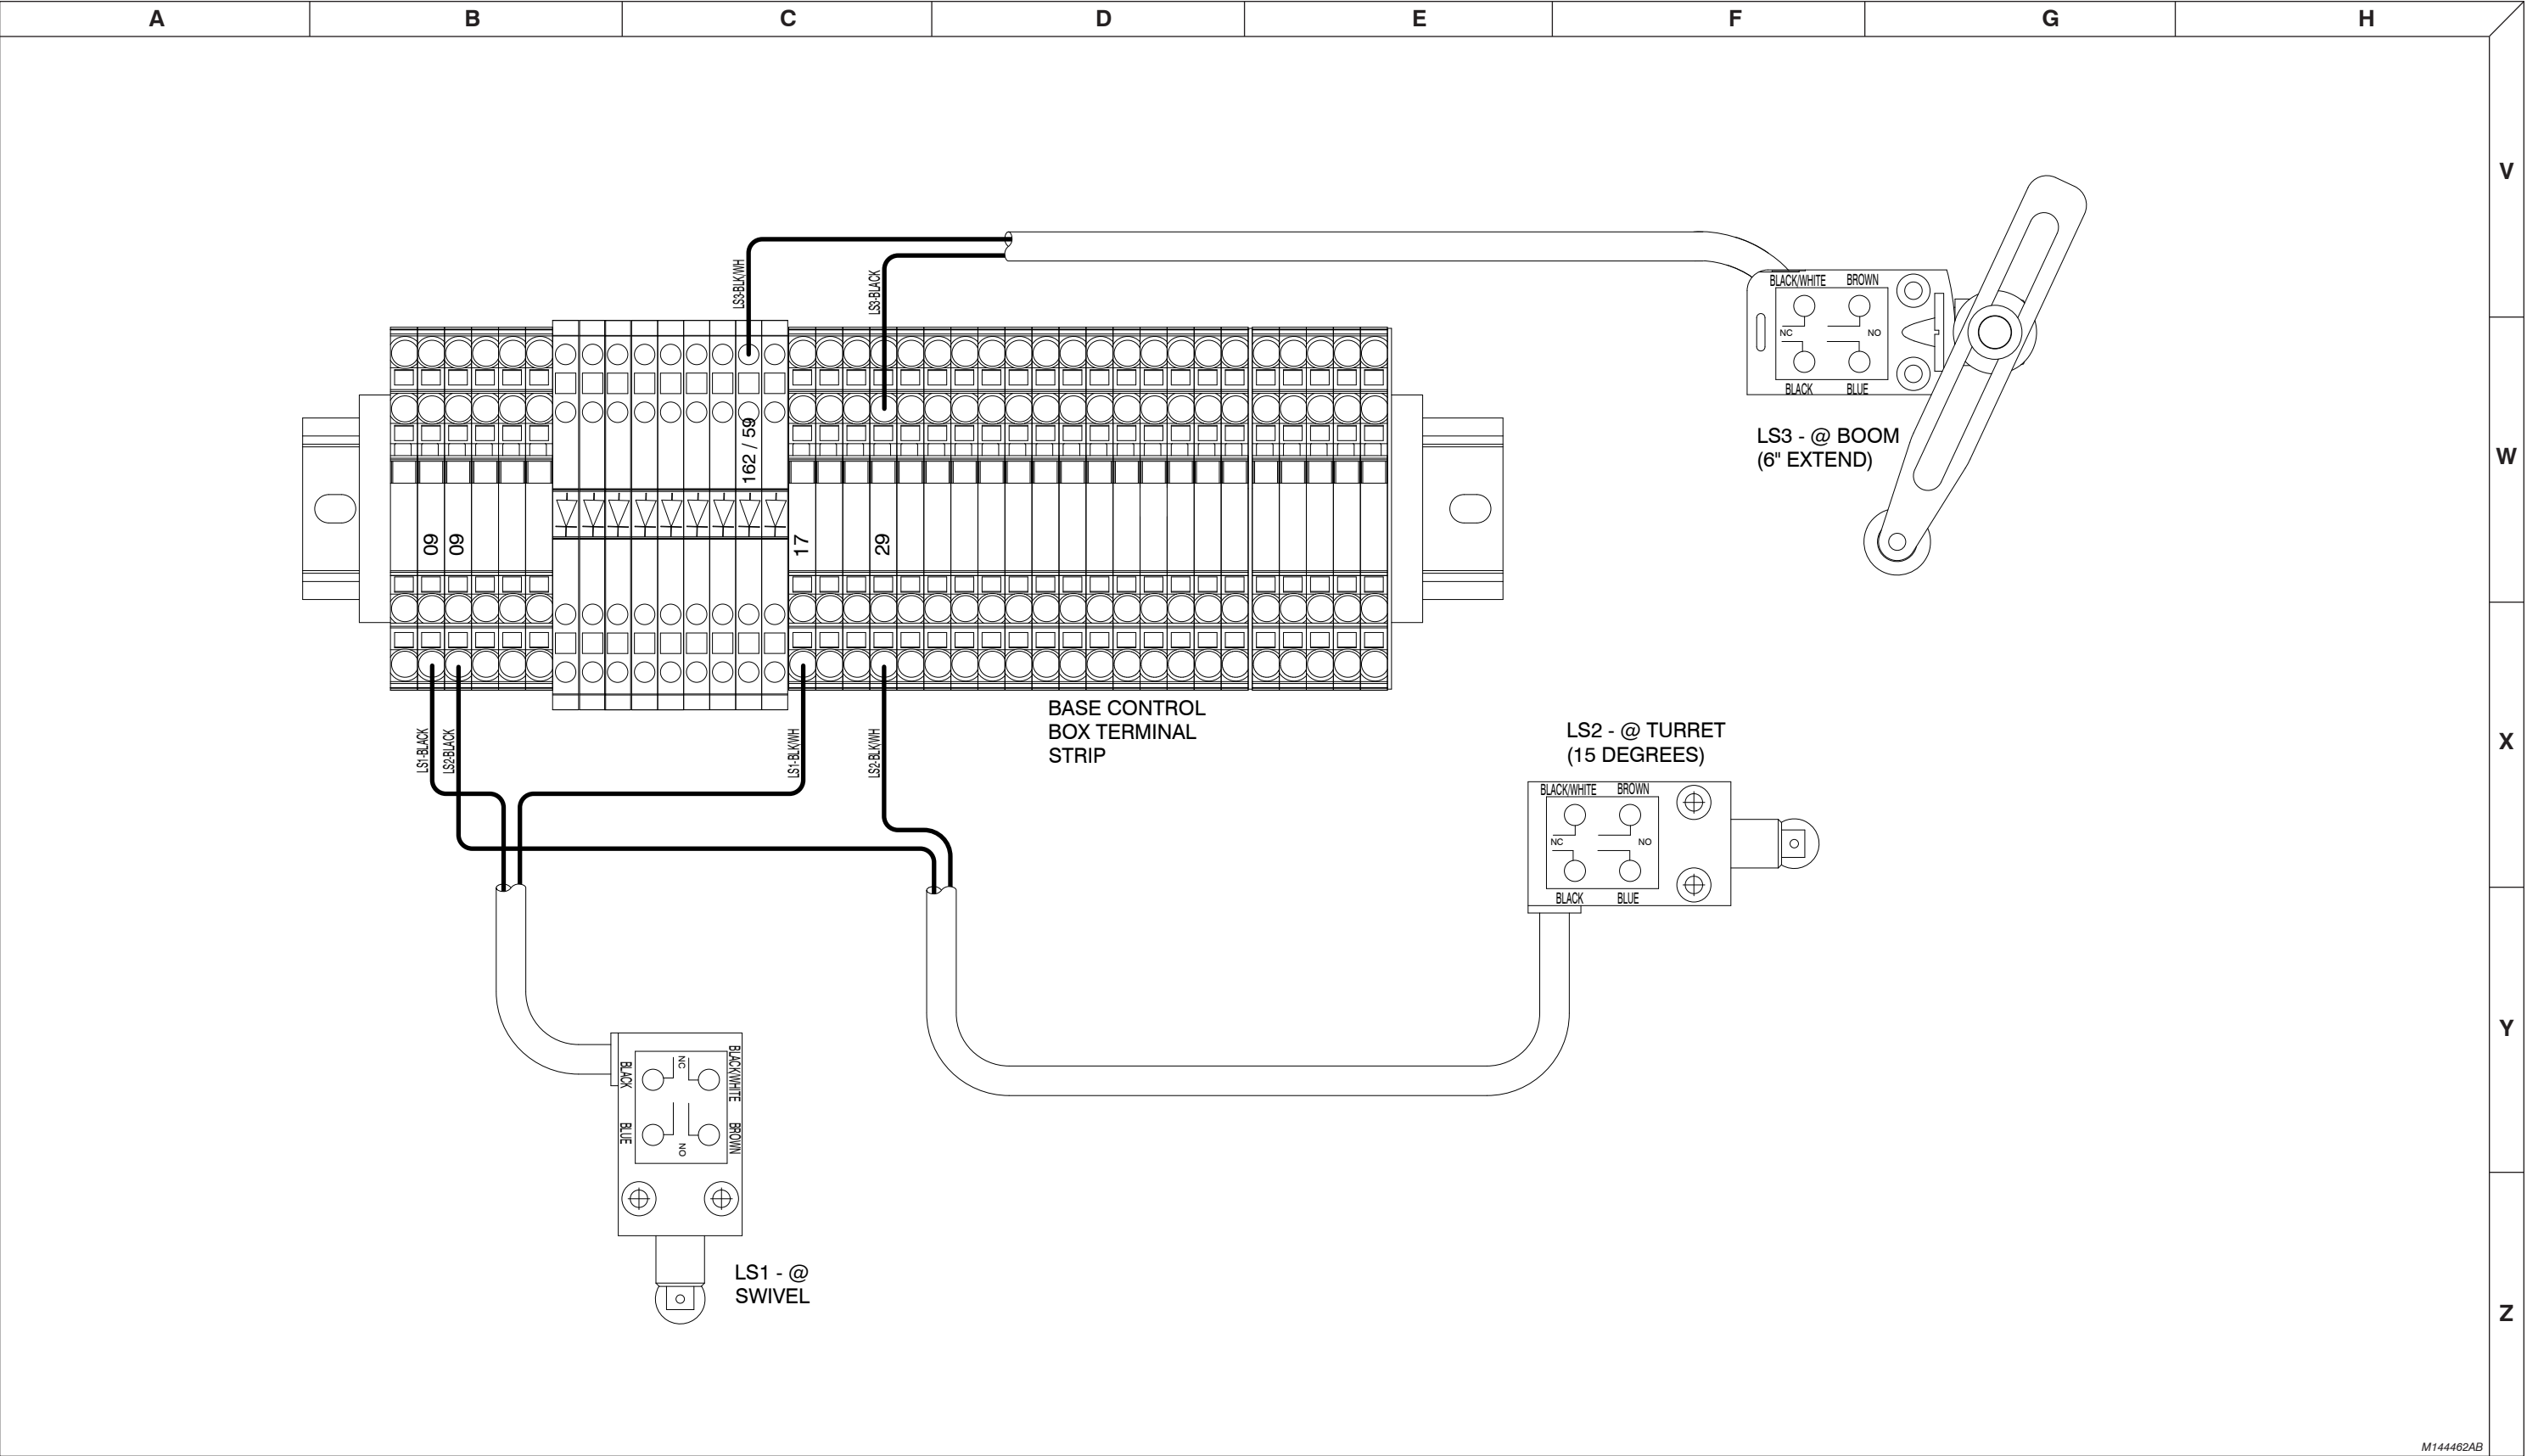 A B C D E F G H
V
LS3-BLK/WH
LS3-BLACK
BLACK/WHITE BROWN
NC NO
BLACK BLUE
LS3 - @ BOOM
(6" EXTEND)
W
162 / 59
09 09 17 29
BASE CONTROL
BOX TERMINAL
STRIP
LS1-BLACK
LS2-BLACK
LS1-BLK/WH
LS2-BLK/WH
LS2 - @ TURRET
(15 DEGREES)
X
BLACK/WHITE BROWN
NC NO
BLACK BLUE
Y
BLACK/WHITE
BROWN
NC
NO
BLACK
BLUE
LS1 - @
SWIVEL
Z
M144462AB